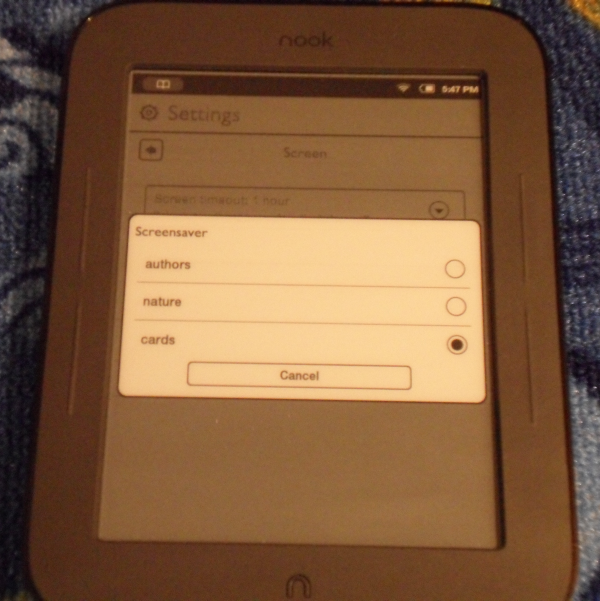 nook
5:47 PM
Settings
Screen
Screen timeout: 1 hour
Screensaver
authors
nature
cards
Cancel